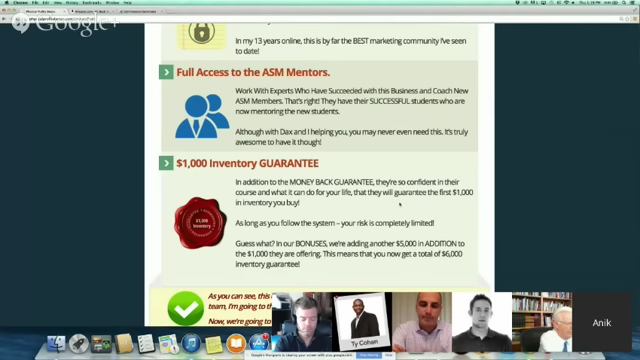 Google+
In my 13 years online, this is by far the BEST marketing community I've seen
to date!
Full Access to the ASM Mentors.
Work With Experts Who Have Succeeded with this Business and Coach New
ASM Members. That's right! They have their SUCCESSFUL students who are
now mentoring the new students.
Although with Dax and I helping you, you may never even need this. It's truly
awesome to have it though!
$1,000 Inventory GUARANTEE
In addition to the MONEY BACK GUARANTEE, they're so confident in their
course and what it can do for your life, that they will guarantee the first $1,000
in inventory you buy!
$1,000
Inventory
As long as you follow the system – your risk is completely limited!
Guess what? In our BONUSES, we're adding another $5,000 in ADDITION to
the $1,000 they are offering. This means that you now get a total of $6,000
inventory guarantee!
As you can see, this
team, I'm going to th
Now, we're going to
Ty Cohan
Anik